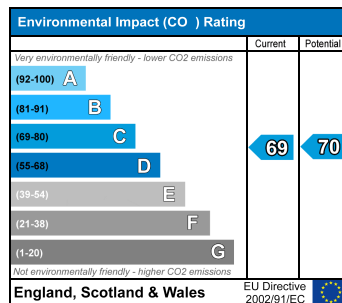 Environmental Impact (CO ) Rating
Current Potential
Very environmentally friendly - lower CO2 emissions
(92-100) A
(81-91) B
(69-80) C
69 70
(55-68) D
(39-54) E
(21-38) F
(1-20) G
Not environmentally friendly - higher CO2 emissions
England, Scotland & Wales
EU Directive
2002/91/EC